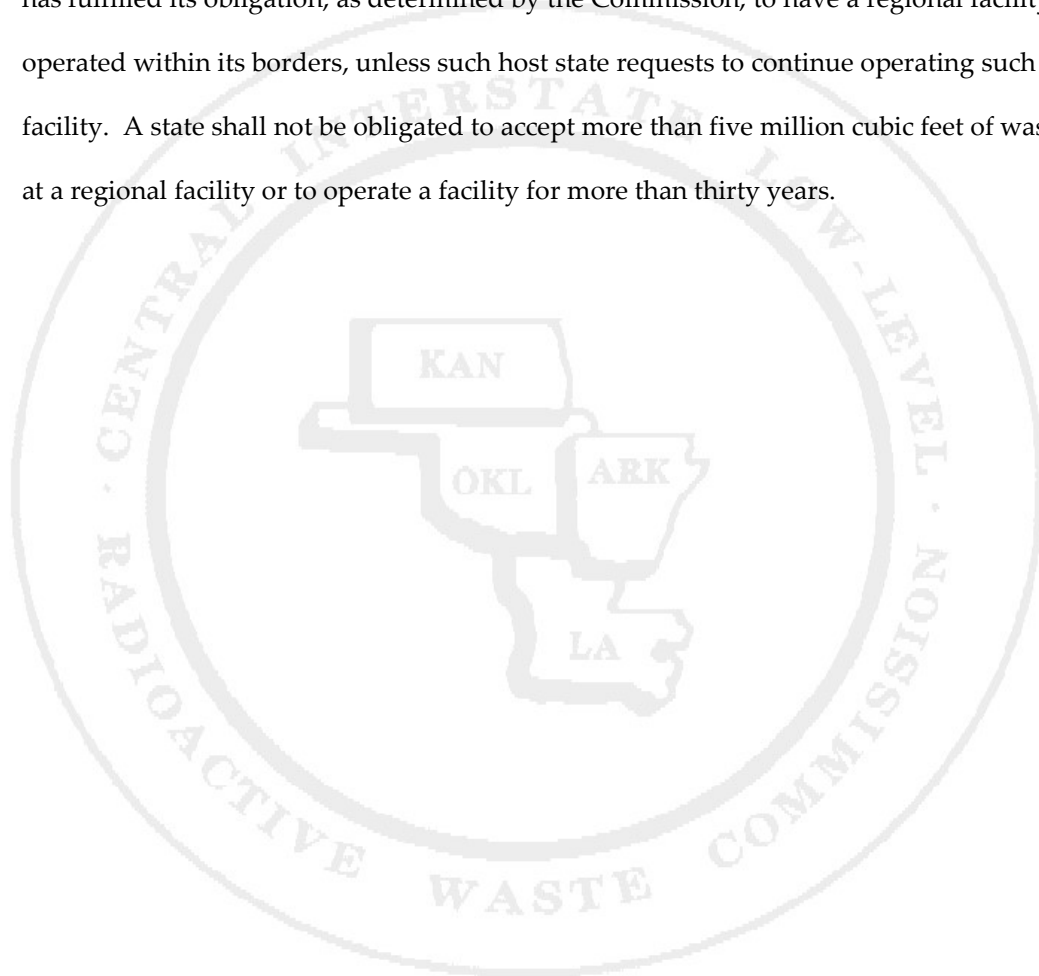 has fulfilled its obligation, as determined by the Commission, to have a regional facility
operated within its borders, unless such host state requests to continue operating such
facility. A state shall not be obligated to accept more than five million cubic feet of
at a regional facility or to operate a facility for more than thirty years.
CENTRAL INTERSTATE LOW-LEVEL
KAN
OKL
ARK
LA
RADIOACTIVE WASTE COMMISSION